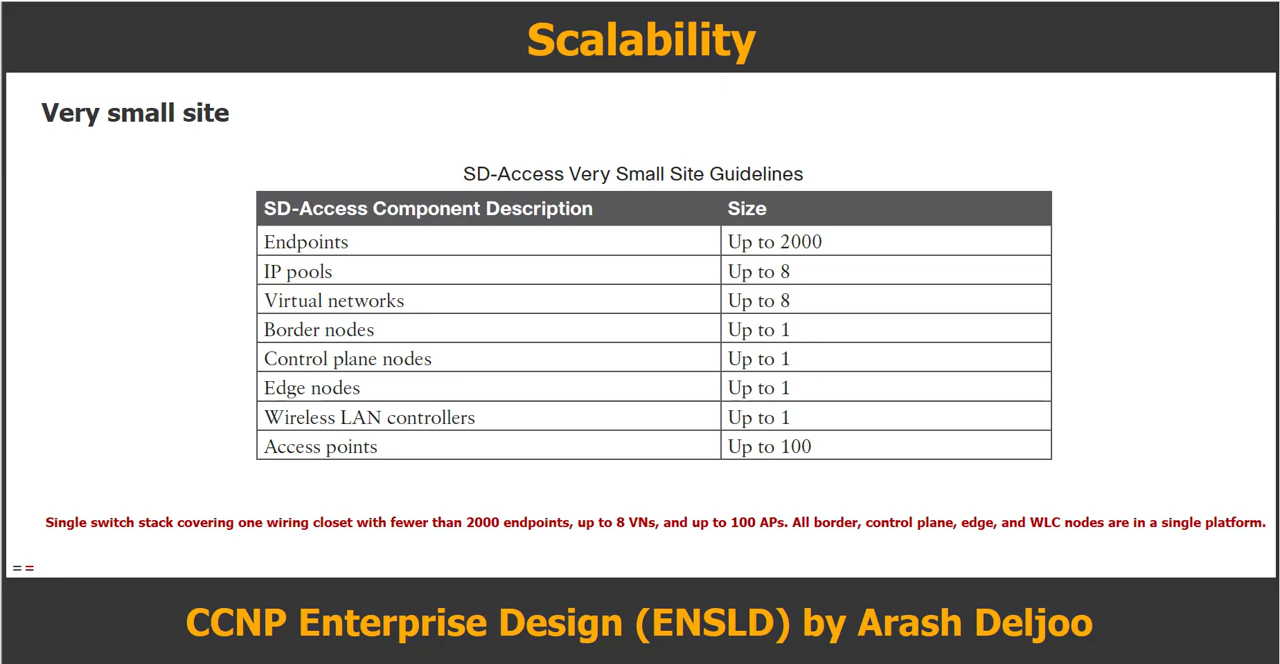 Scalability
Very small site
SD-Access Very Small Site Guidelines
SD-Access Component Description Size
Endpoints Up to 2000
IP pools Up to 8
Virtual networks Up to 8
Border nodes Up to 1
Control plane nodes Up to 1
Edge nodes Up to 1
Wireless LAN controllers Up to 1
Access points Up to 100
Single switch stack covering one wiring closet with fewer than 2000 endpoints, up to 8 VNs, and up to 100 APs. All border, control plane, edge, and WLC nodes are in a single platform.
= =
CCNP Enterprise Design (ENSLD) by Arash Deljoo